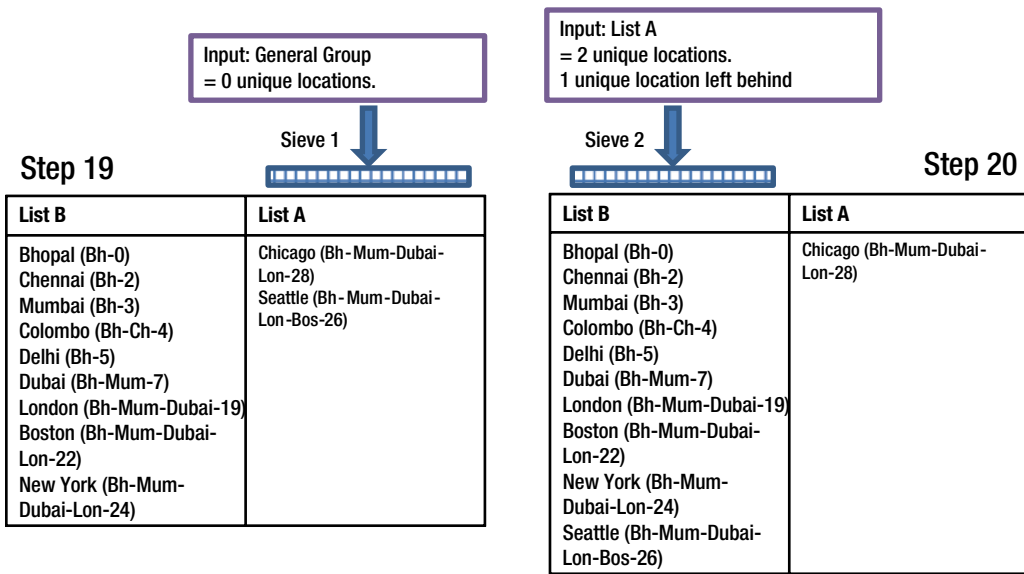 Input: General Group
= 0 unique locations.
Sieve 1
Step 19
List B
List A
Bhopal (Bh-0)
Chennai (Bh-2)
Mumbai (Bh-3)
Colombo (Bh-Ch-4)
Delhi (Bh-5)
Dubai (Bh-Mum-7)
London (Bh-Mum-Dubai-19)
Boston (Bh-Mum-Dubai-
Lon-22)
New York (Bh-Mum-
Dubai-Lon-24)
Chicago (Bh-Mum-Dubai-
Lon-28)
Seattle (Bh-Mum-Dubai-
Lon-Bos-26)
Input: List A
= 2 unique locations.
1 unique location left behind
Sieve 2
Step 20
List B
List A
Bhopal (Bh-0)
Chennai (Bh-2)
Mumbai (Bh-3)
Colombo (Bh-Ch-4)
Delhi (Bh-5)
Dubai (Bh-Mum-7)
London (Bh-Mum-Dubai-19)
Boston (Bh-Mum-Dubai-
Lon-22)
New York (Bh-Mum-
Dubai-Lon-24)
Seattle (Bh-Mum-Dubai-
Lon-Bos-26)
Chicago (Bh-Mum-Dubai-
Lon-28)